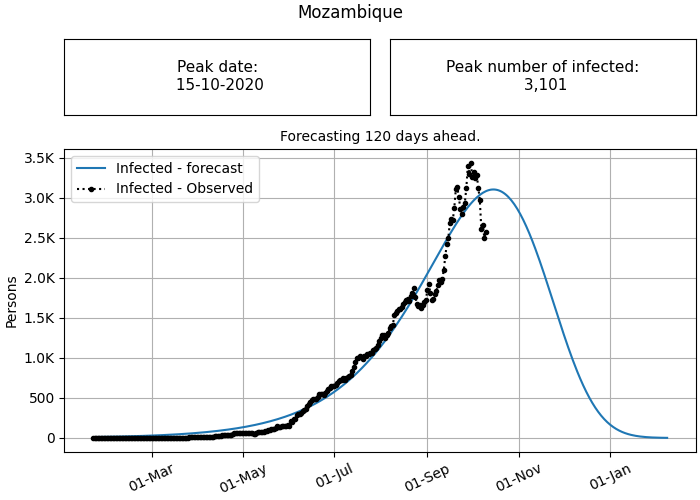 Mozambique
Peak date:
15-10-2020
Peak number of infected:
3,101
Forecasting 120 days ahead.
Infected - forecast
Infected - Observed
3.5K
3.0K
2.5K
2.0K
1.5K
1.0K
500
0
Persons
01-Mar
01-May
01-Jul
01-Sep
01-Nov
01-Jan